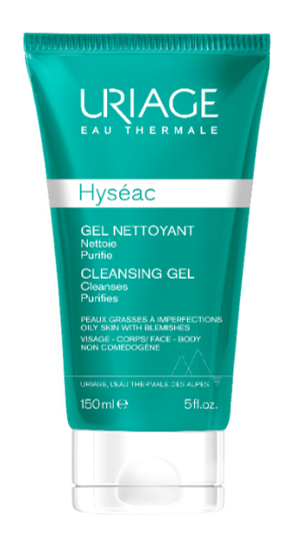 URIAGE
EAU THERMALE
Hyséac
GEL NETTOYANT
Nettoie
Purifie
CLEANSING GEL
Cleanses
Purifies
PEAUX GRASSES À IMPERFECTIONS
OILY SKIN WITH BLEMISHES
VISAGE - CORPS/ FACE - BODY
NON COMEDOGÈNE
URIAGE, L'EAU THERMALE DES ALPES
150 ml ℮ 5 fl.oz.